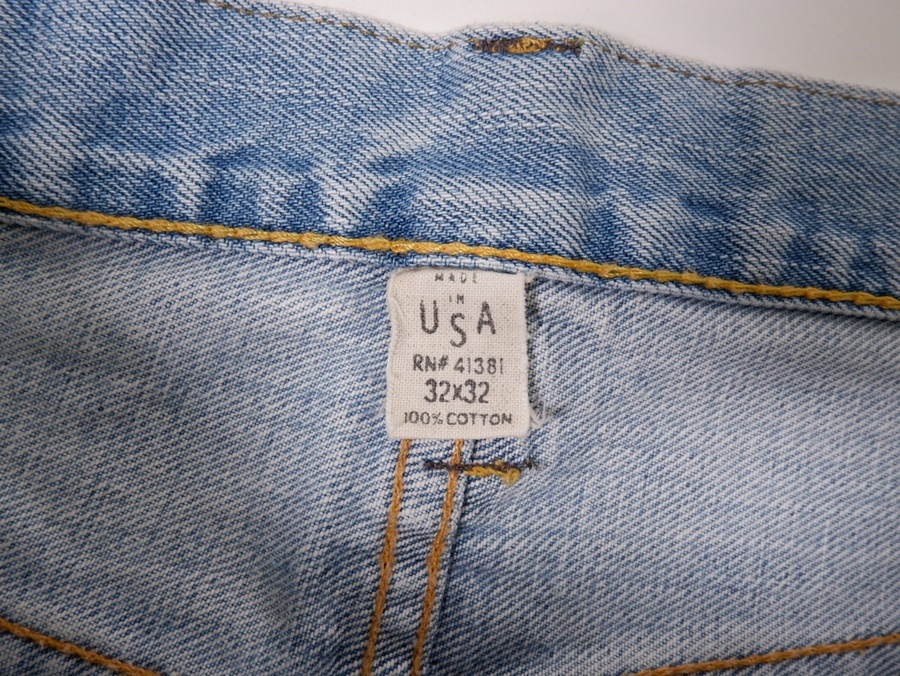 MADE
IN
USA
RN# 41381
32x32
100% COTTON